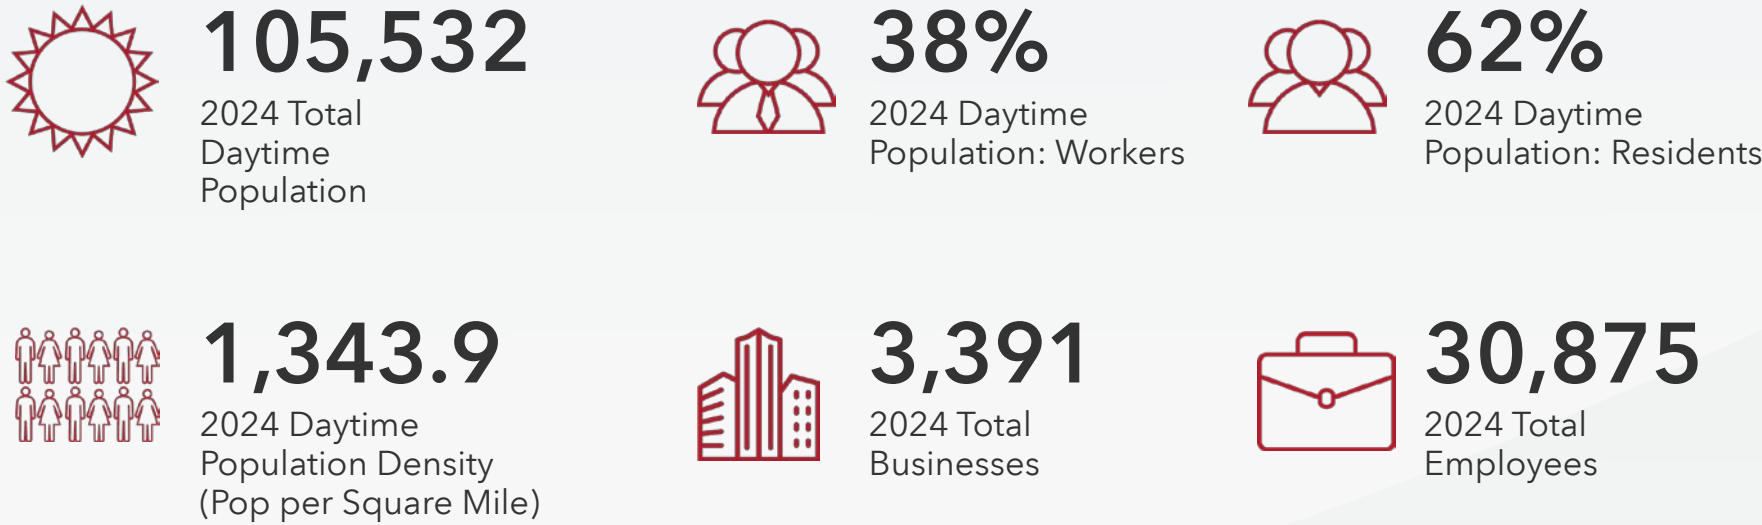 105,532
2024 Total
Daytime
Population
38%
2024 Daytime
Population: Workers
62%
2024 Daytime
Population: Residents
1,343.9
2024 Daytime
Population Density
(Pop per Square Mile)
3,391
2024 Total
Businesses
30,875
2024 Total
Employees